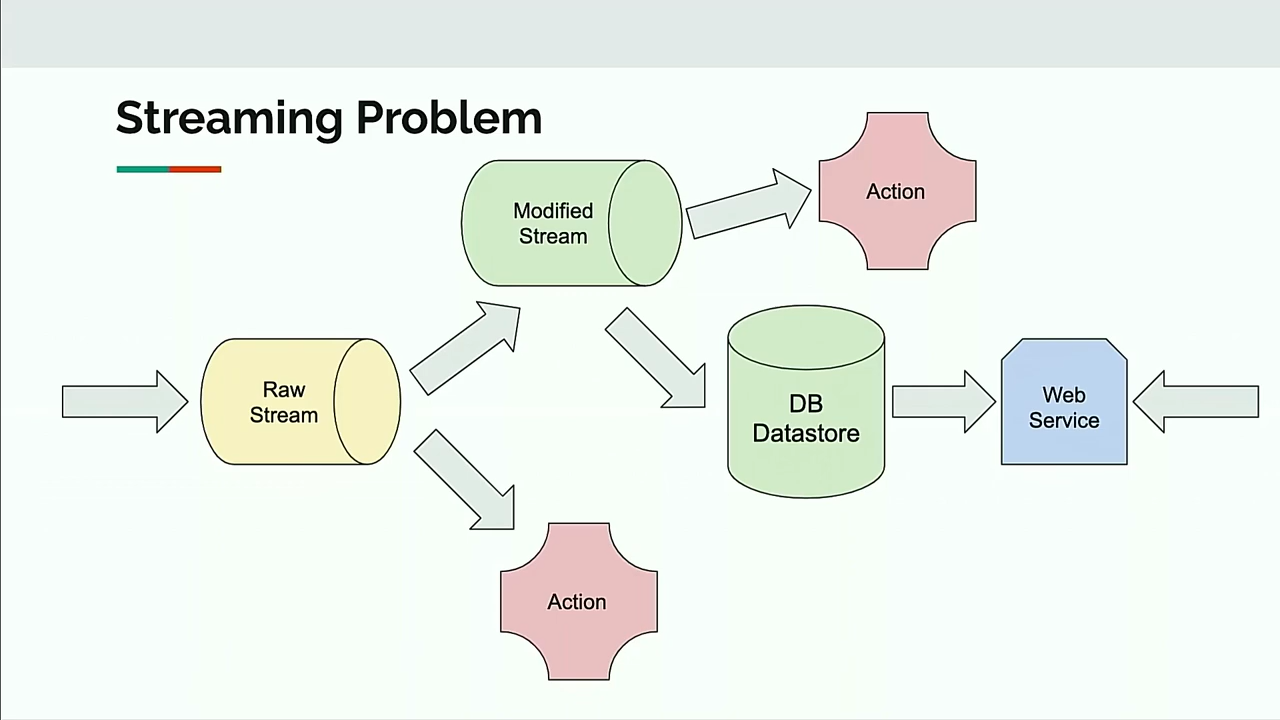 Streaming Problem
Modified
Stream
Action
Raw
Stream
DB
Datastore
Web
Service
Action